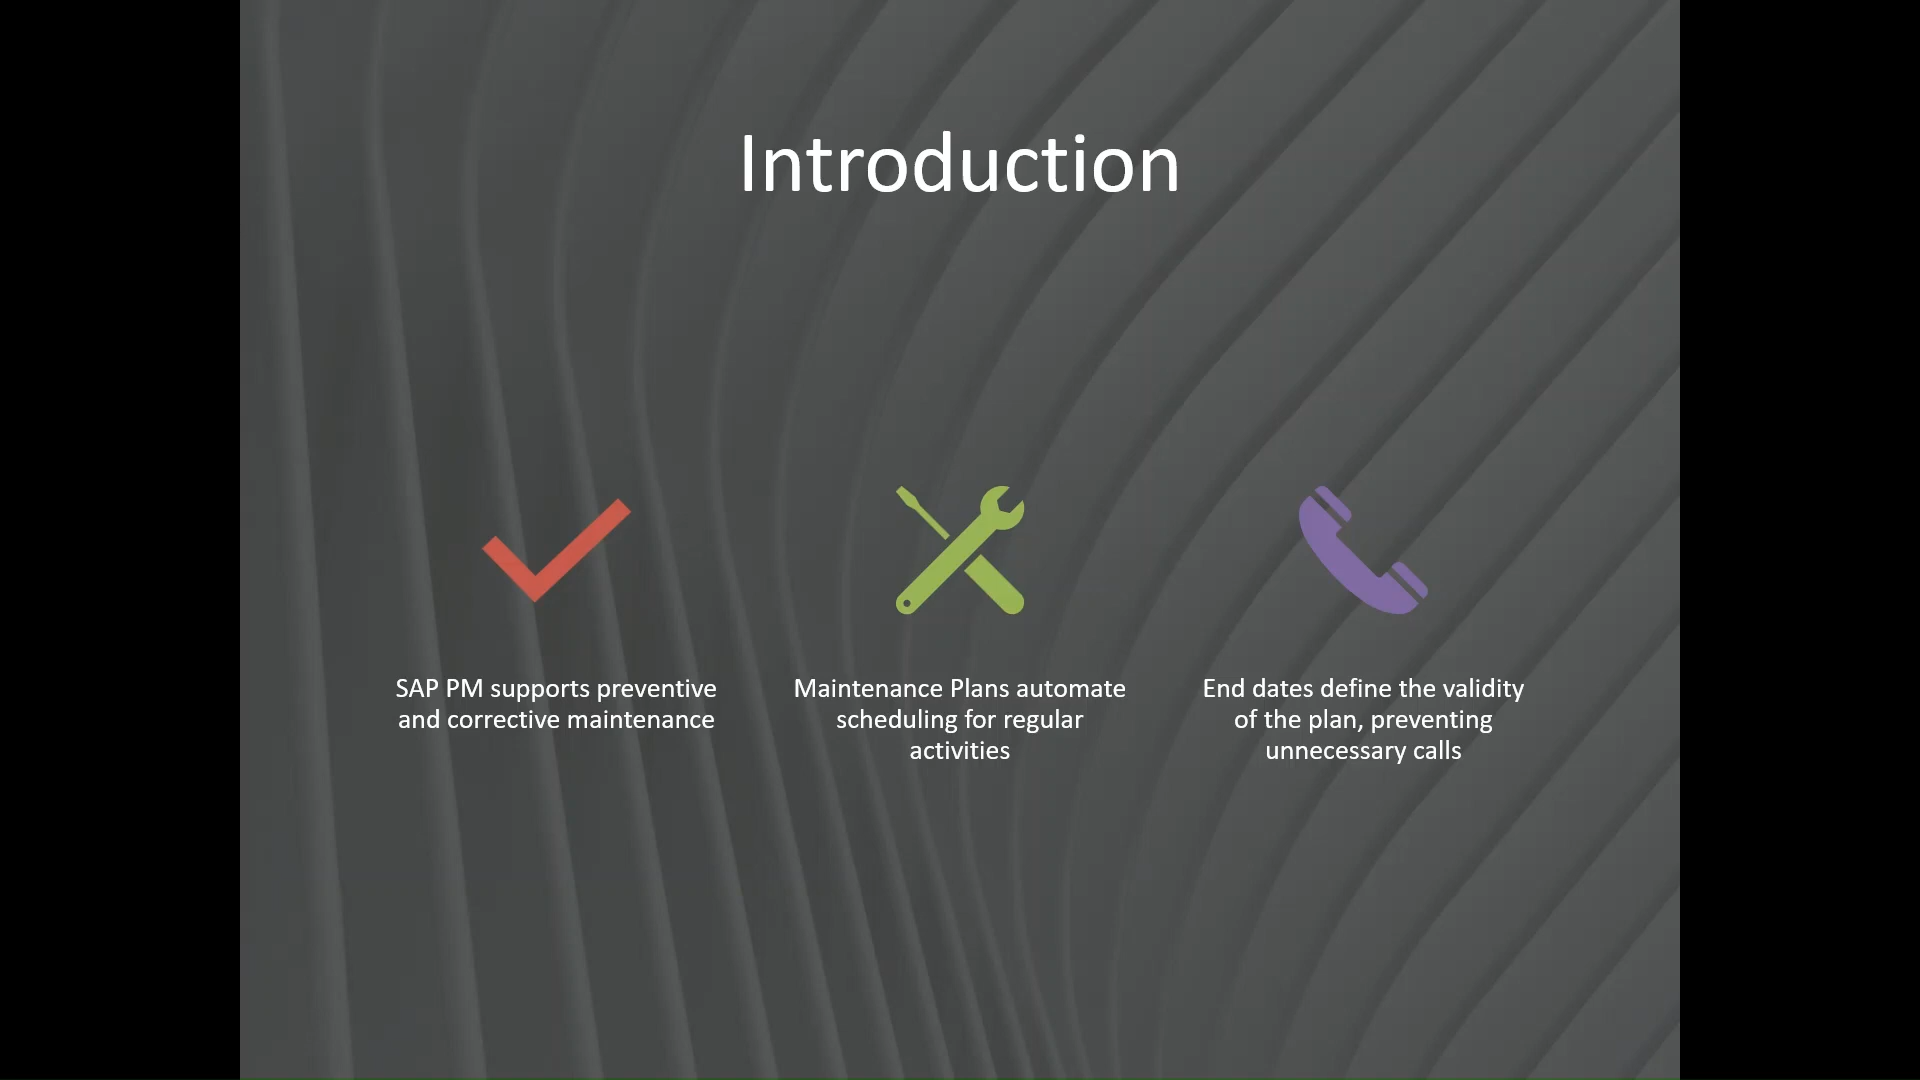 Introduction
SAP PM supports preventive
and corrective maintenance
Maintenance Plans automate
scheduling for regular
activities
End dates define the validity
of the plan, preventing
unnecessary calls